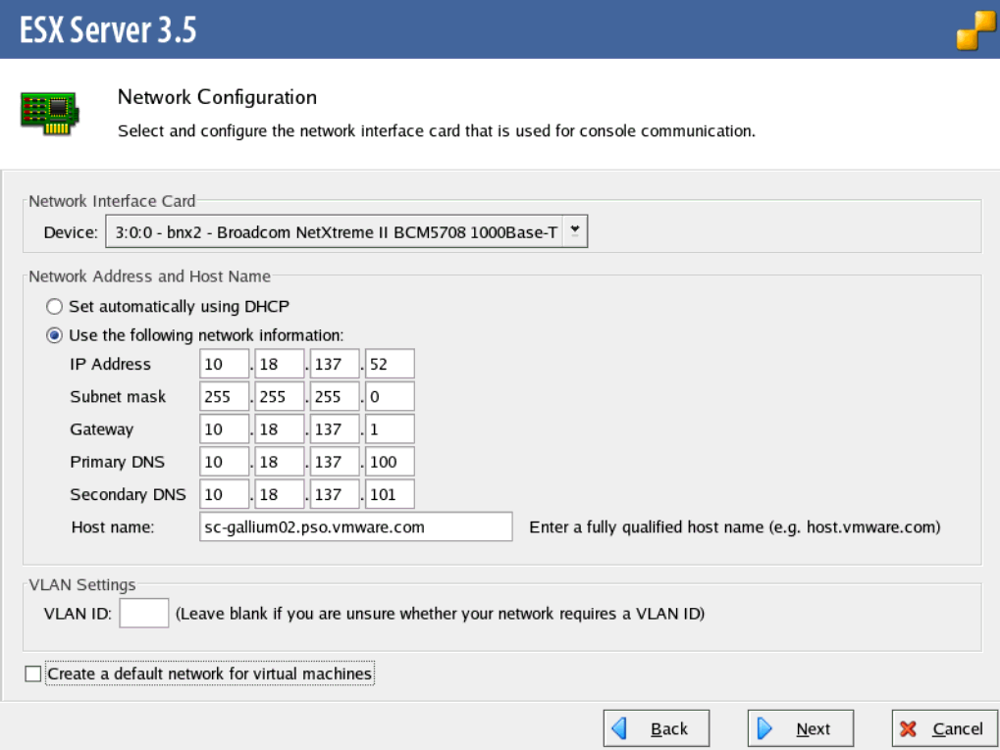 ESX Server 3.5
Network Configuration
Select and configure the network interface card that is used for console communication.
Network Interface Card
Device: 3:0:0 - bnx2 - Broadcom NetXtreme II BCM5708 1000Base-T
Network Address and Host Name
Set automatically using DHCP
Use the following network information:
IP Address 10 . 18 . 137 . 52
Subnet mask 255 . 255 . 255 . 0
Gateway 10 . 18 . 137 . 1
Primary DNS 10 . 18 . 137 . 100
Secondary DNS 10 . 18 . 137 . 101
Host name: sc-gallium02.pso.vmware.com Enter a fully qualified host name (e.g. host.vmware.com)
VLAN Settings
VLAN ID: (Leave blank if you are unsure whether your network requires a VLAN ID)
Create a default network for virtual machines
Back Next Cancel